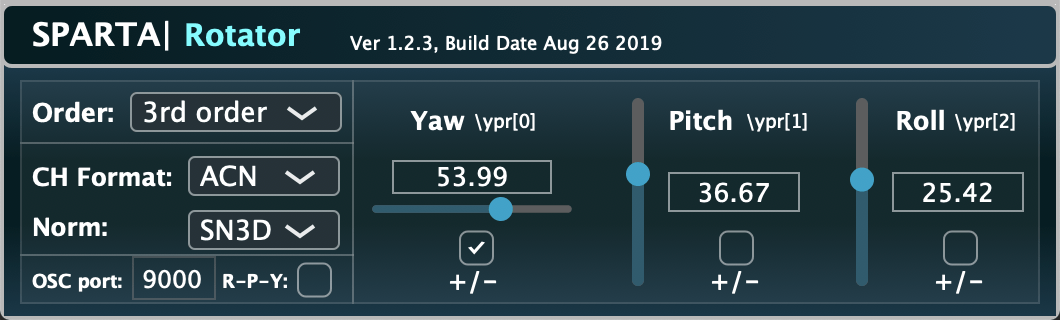 SPARTA| Rotator
Ver 1.2.3, Build Date Aug 26 2019
Order: 3rd order
CH Format: ACN
Norm: SN3D
OSC port: 9000 R-P-Y:
Yaw \ypr[0]
53.99
+/-
Pitch \ypr[1]
36.67
+/-
Roll \ypr[2]
25.42
+/-